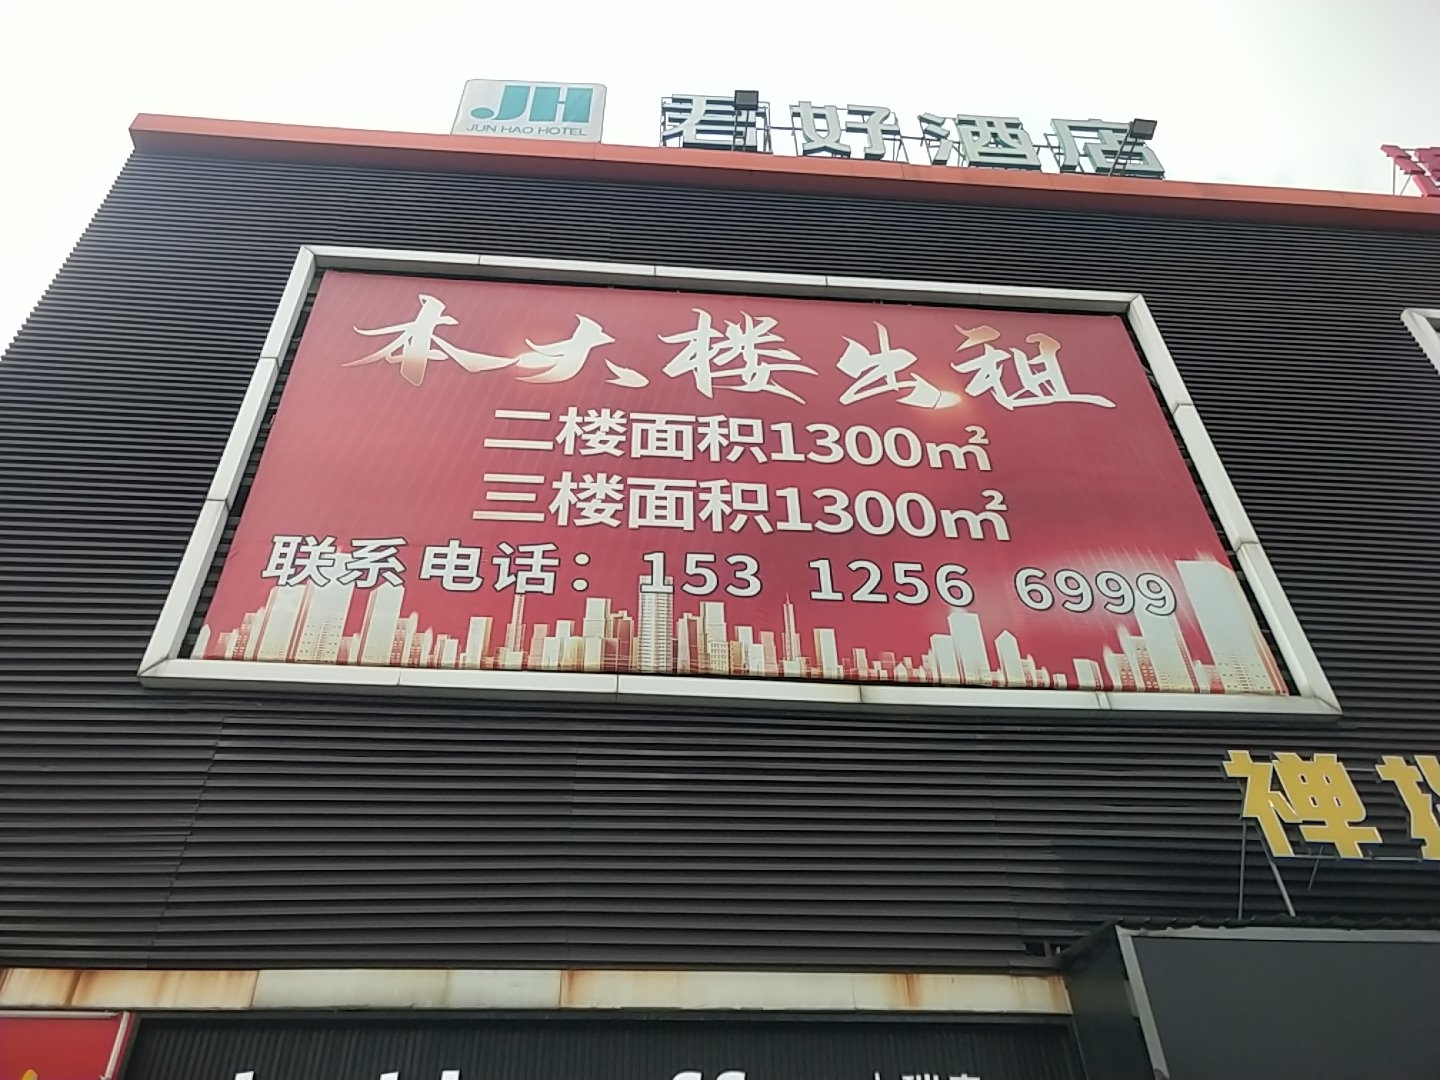 JH
JUN HAO HOTEL
君好酒店
本大楼出租
二楼面积1300㎡
三楼面积1300㎡
联系电话：153 1256 6999
禅